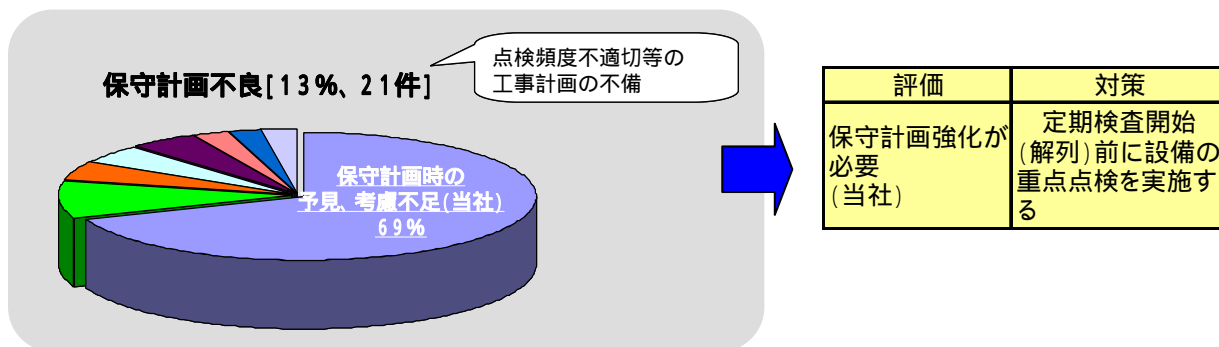 点検頻度不適切等の
工事計画の不備
保守計画不良[13%、21件]
保守計画時の
予見、考慮不足(当社)
69%
評価
対策
保守計画強化が
必要
(当社)
定期検査開始
(解列)前に設備の
重点点検を実施す
る